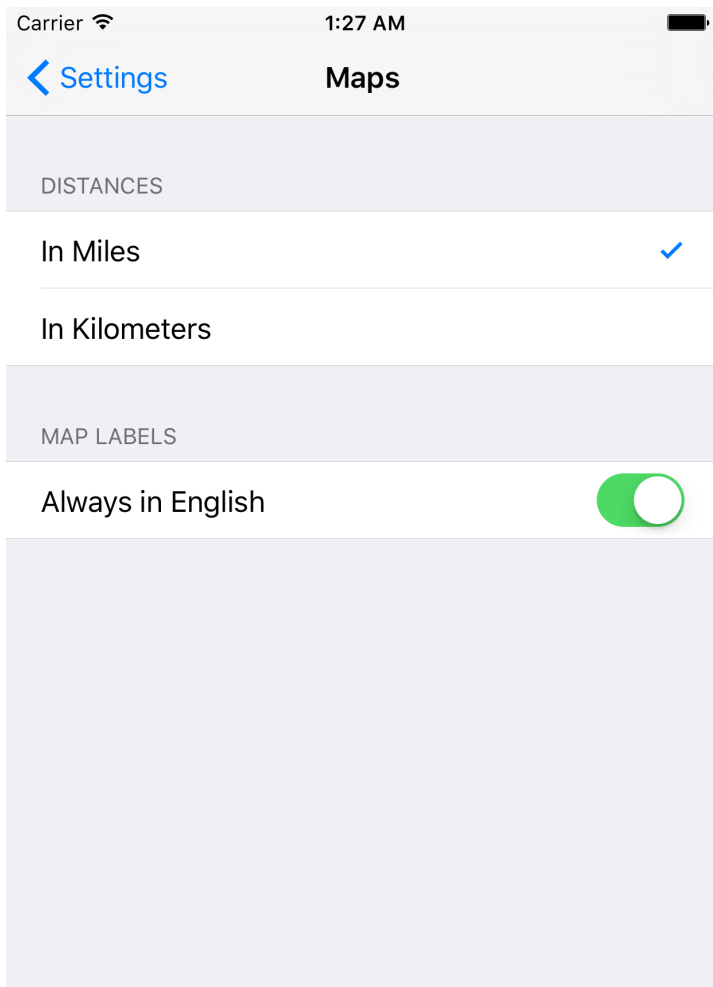 Carrier 1:27 AM
Settings Maps
DISTANCES
In Miles
In Kilometers
MAP LABELS
Always in English